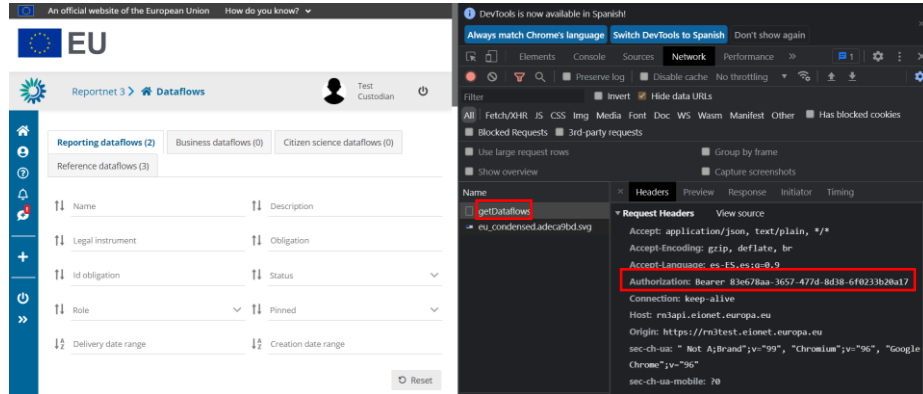 An official website of the European Union How do you know?
EU
Reportnet 3 Dataflows
Test
Custodian
Reporting dataflows (2) Business dataflows (0) Citizen science dataflows (0)
Reference dataflows (3)
Name Description
Legal instrument Obligation
Id obligation Status
Role Pinned
Delivery date range Creation date range
Reset
DevTools is now available in Spanish!
Always match Chrome's language Switch DevTools to Spanish Don't show again
Elements Console Sources Network Performance » 1
Preserve log Disable cache No throttling
Filter Invert Hide data URLs
All Fetch/XHR JS CSS Img Media Font Doc WS Wasm Manifest Other Has blocked cookies
Blocked Requests 3rd-party requests
Use large request rows Group by frame
Show overview Capture screenshots
Name × Headers Preview Response Initiator Timing
getDataflows
eu_condensed.adeca9bd.svg
Request Headers View source
Accept: application/json, text/plain, */*
Accept-Encoding: gzip, deflate, br
Accept-Language: es-ES,es;q=0.9
Authorization: Bearer 83e678aa-3657-477d-8d38-6f0233b20a17
Connection: keep-alive
Host: rn3api.eionet.europa.eu
Origin: https://rn3test.eionet.europa.eu
sec-ch-ua: " Not A;Brand";v="99", "Chromium";v="96", "Google
Chrome";v="96"
sec-ch-ua-mobile: ?0